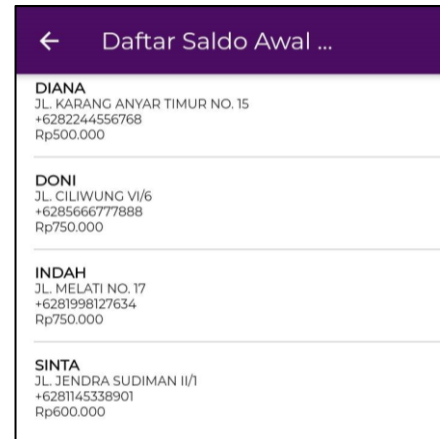 Daftar Saldo Awal ...
DIANA
JL. KARANG ANYAR TIMUR NO. 15
+6282244556768
Rp500.000
DONI
JL. CILIWUNG VI/6
+6285666777888
Rp750.000
INDAH
JL. MELATI NO. 17
+6281998127634
Rp750.000
SINTA
JL. JENDRA SUDIMAN II/1
+6281145338901
Rp600.000